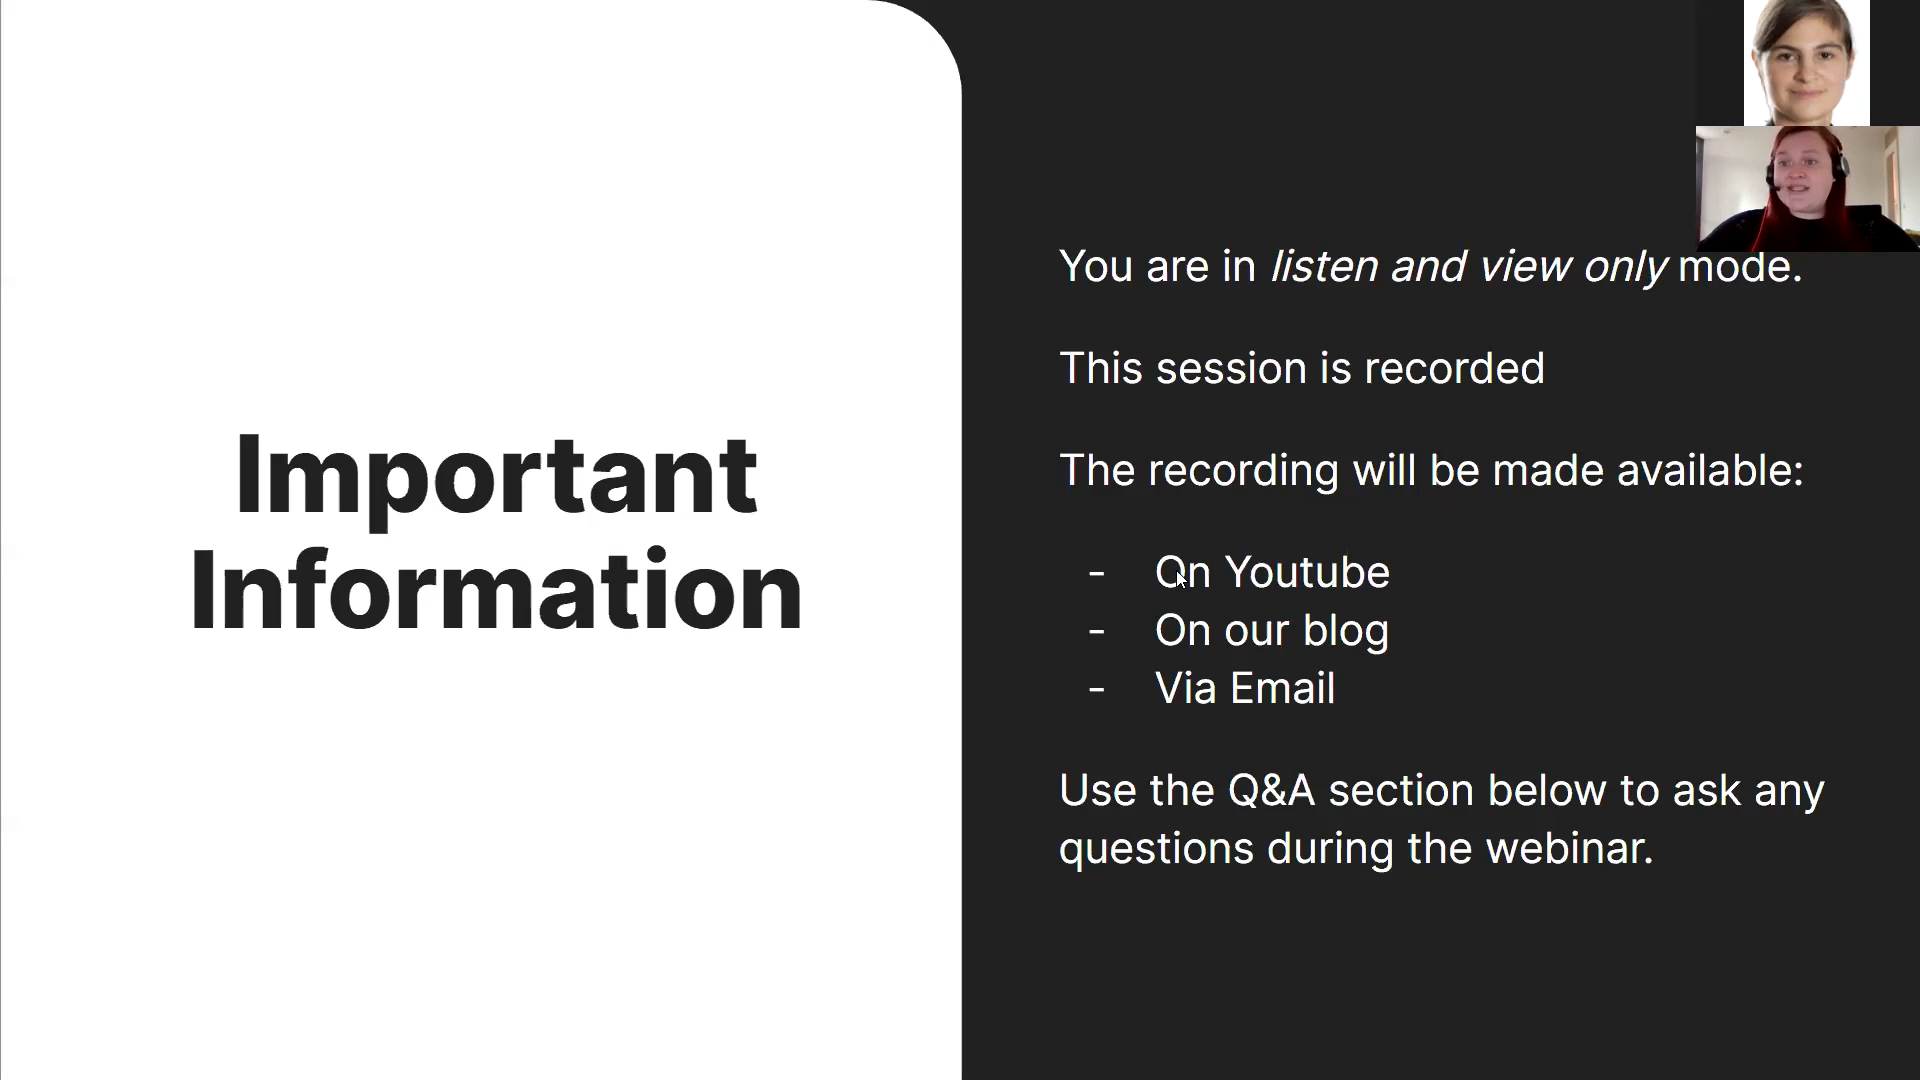 Important
Information
You are in listen and view only mode.
This session is recorded
The recording will be made available:
- On Youtube
- On our blog
- Via Email
Use the Q&A section below to ask any
questions during the webinar.